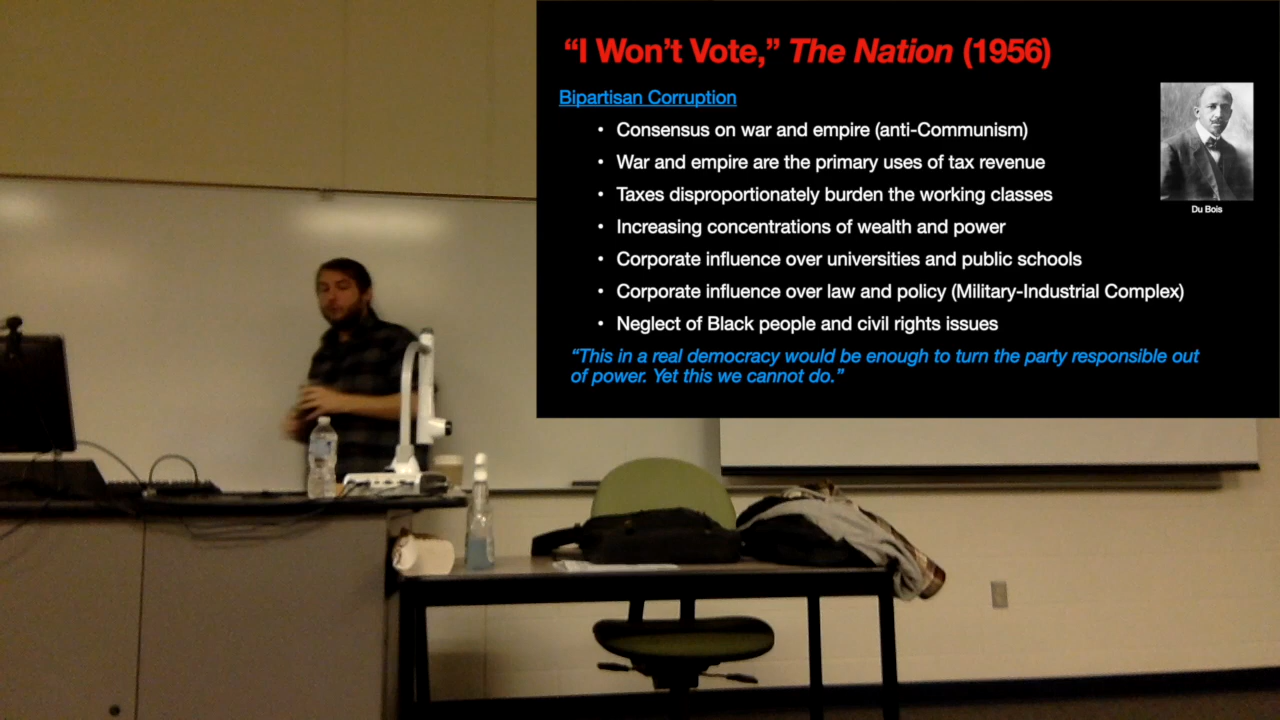 “I Won’t Vote,” The Nation (1956)
Bipartisan Corruption
• Consensus on war and empire (anti-Communism)
• War and empire are the primary uses of tax revenue
• Taxes disproportionately burden the working classes
• Increasing concentrations of wealth and power
• Corporate influence over universities and public schools
• Corporate influence over law and policy (Military-Industrial Complex)
• Neglect of Black people and civil rights issues
Du Bois
“This in a real democracy would be enough to turn the party responsible out
of power. Yet this we cannot do.”